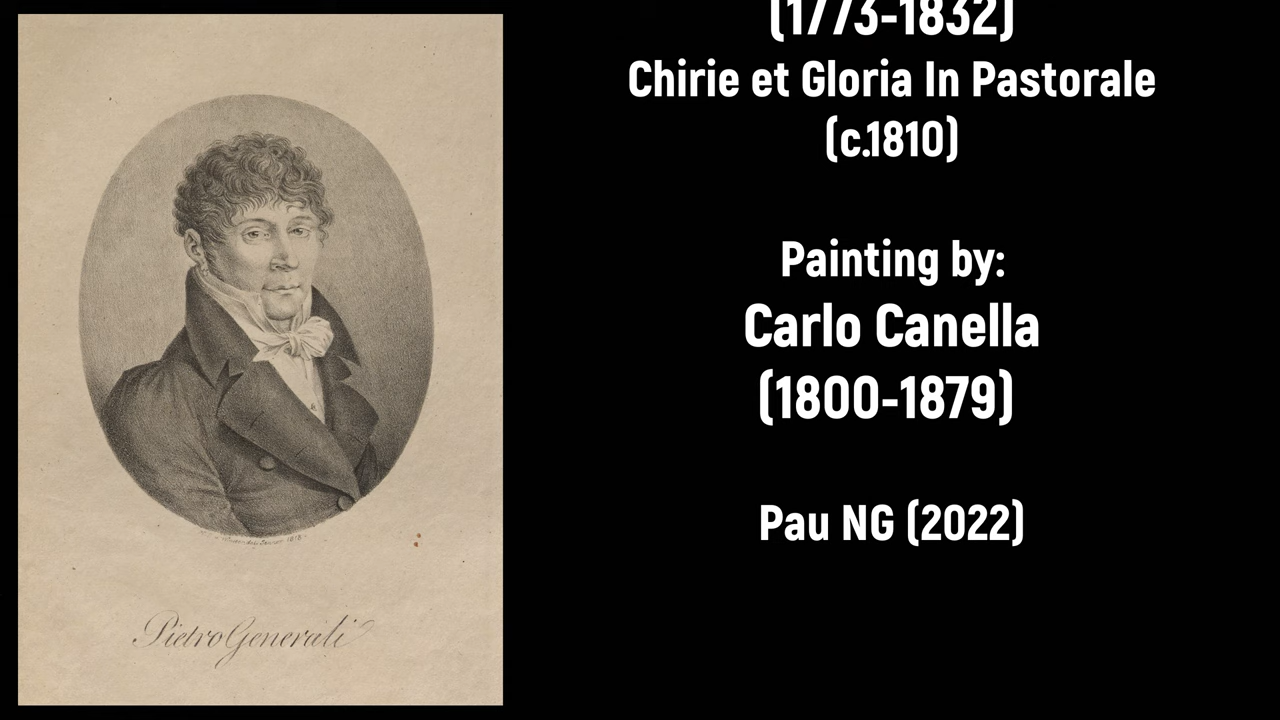 (1773-1832)
Chirie et Gloria In Pastorale
(c.1810)
Painting by:
Carlo Canella
(1800-1879)
Pau NG (2022)
Pietro Generali